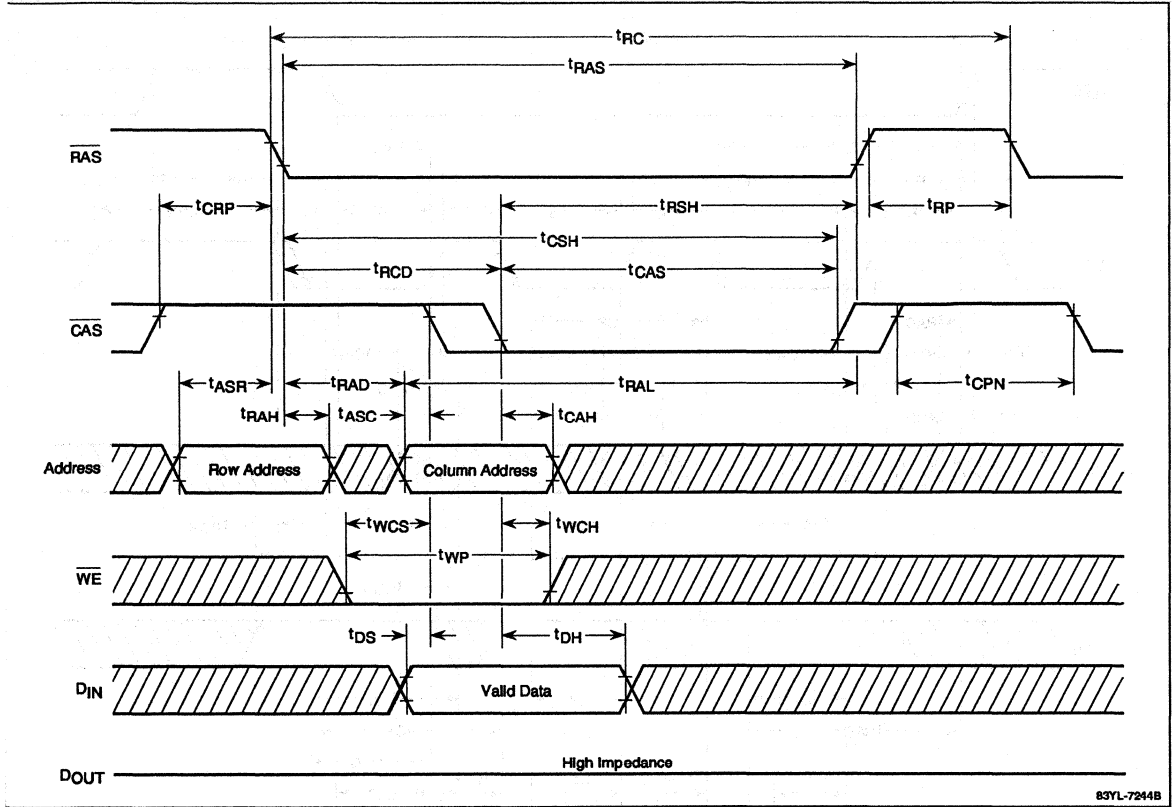 tRC
tRAS
RAS
tCRP
tRSH
tRP
tCSH
tRCD
tCAS
CAS
tASR
tRAD
tRAL
tCPN
tRAH
tASC
tCAH
Address
Row Address
Column Address
tWCS
tWCH
tWP
WE
tDS
tDH
DIN
Valid Data
High Impedance
DOUT
83YL-7244B